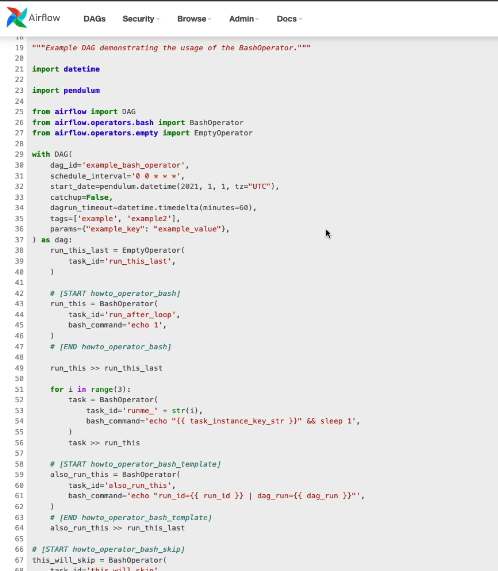 Airflow
DAGs Security Browse Admin Docs
18
19 """Example DAG demonstrating the usage of the BashOperator."""
20
21 import datetime
22
23 import pendulum
24
25 from airflow import DAG
26 from airflow.operators.bash import BashOperator
27 from airflow.operators.empty import EmptyOperator
28
29 with DAG(
30     dag_id='example_bash_operator',
31     schedule_interval='0 0 * * *',
32     start_date=pendulum.datetime(2021, 1, 1, tz="UTC"),
33     catchup=False,
34     dagrun_timeout=datetime.timedelta(minutes=60),
35     tags=['example', 'example2'],
36     params={"example_key": "example_value"},
37 ) as dag:
38     run_this_last = EmptyOperator(
39         task_id='run_this_last',
40     )
41
42     # [START howto_operator_bash]
43     run_this = BashOperator(
44         task_id='run_after_loop',
45         bash_command='echo 1',
46     )
47     # [END howto_operator_bash]
48
49     run_this >> run_this_last
50
51     for i in range(3):
52         task = BashOperator(
53             task_id='runme_' + str(i),
54             bash_command='echo "{{ task_instance_key_str }}" && sleep 1',
55         )
56         task >> run_this
57
58     # [START howto_operator_bash_template]
59     also_run_this = BashOperator(
60         task_id='also_run_this',
61         bash_command='echo "run_id={{ run_id }} | dag_run={{ dag_run }}"',
62     )
63     # [END howto_operator_bash_template]
64     also_run_this >> run_this_last
65
66 # [START howto_operator_bash_skip]
67 this_will_skip = BashOperator(
68     task_id='this_will_skip',